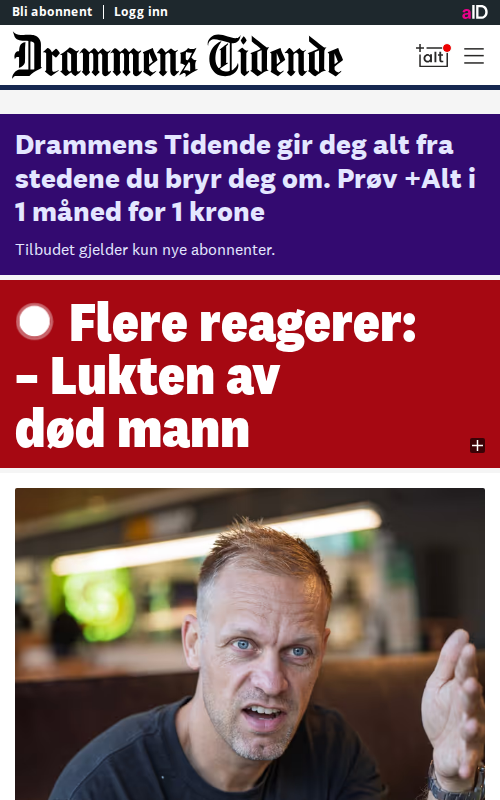 Bli abonnent | Logg inn
aID
Drammens Tidende
+alt
Drammens Tidende gir deg alt fra
stedene du bryr deg om. Prøv +Alt i
1 måned for 1 krone
Tilbudet gjelder kun nye abonnenter.
Flere reagerer:
– Lukten av
død mann
+